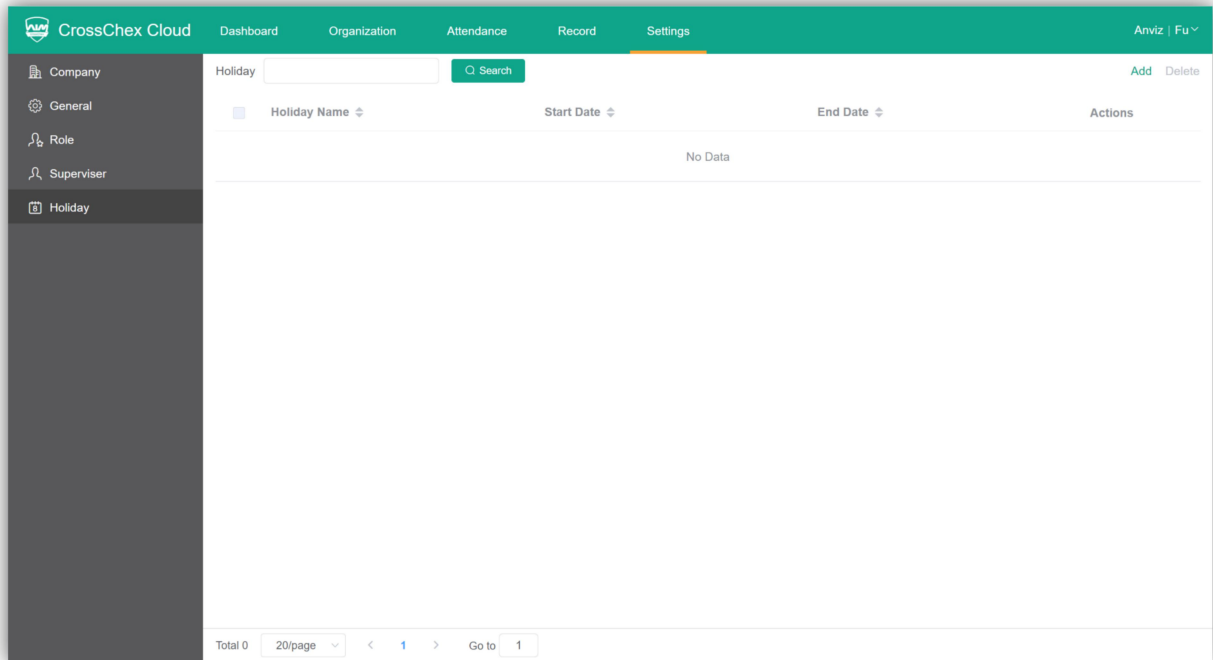 CrossChex Cloud Dashboard Organization Attendance Record Settings Anviz | Fu
Company
General
Role
Superviser
Holiday
Holiday Search Add Delete
Holiday Name Start Date End Date Actions
No Data
Total 0 20/page < 1 > Go to 1